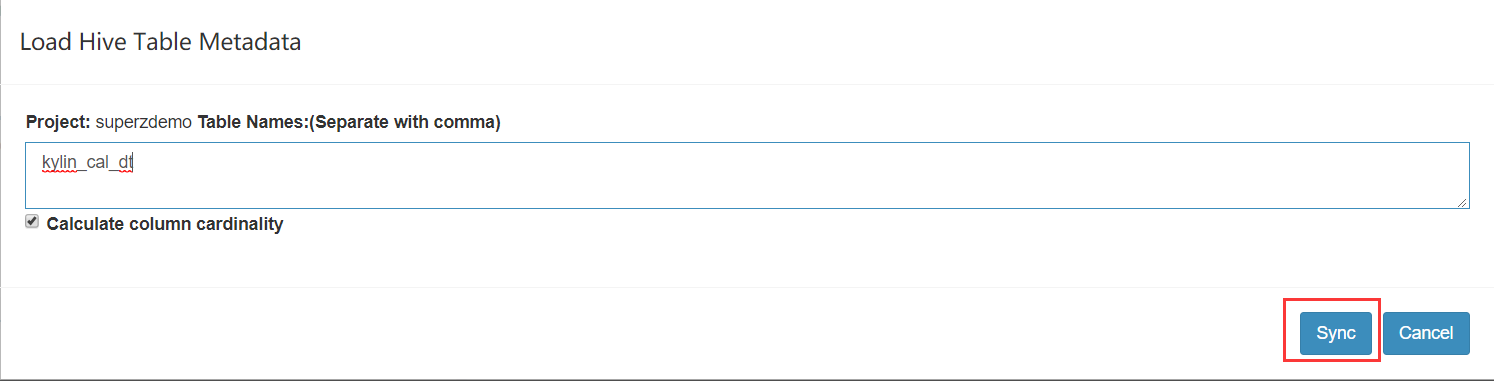 Load Hive Table Metadata
Project: superzdemo Table Names:(Separate with comma)
kylin_cal_dt
Calculate column cardinality
Sync Cancel